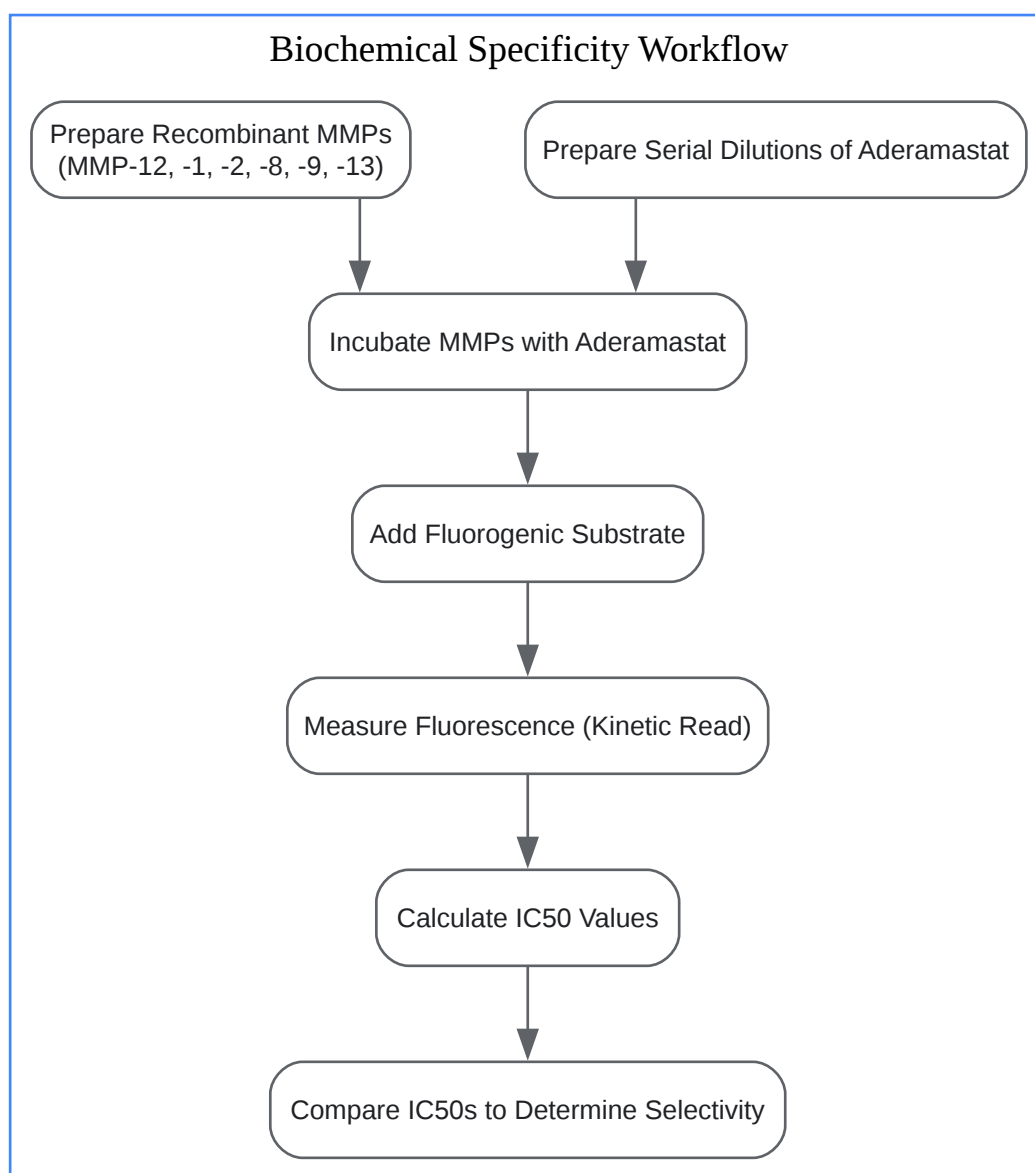 Biochemical Specificity Workflow
Prepare Recombinant MMPs
(MMP-12, -1, -2, -8, -9, -13)
Prepare Serial Dilutions of Aderamastat
Incubate MMPs with Aderamastat
Add Fluorogenic Substrate
Measure Fluorescence (Kinetic Read)
Calculate IC50 Values
Compare IC50s to Determine Selectivity